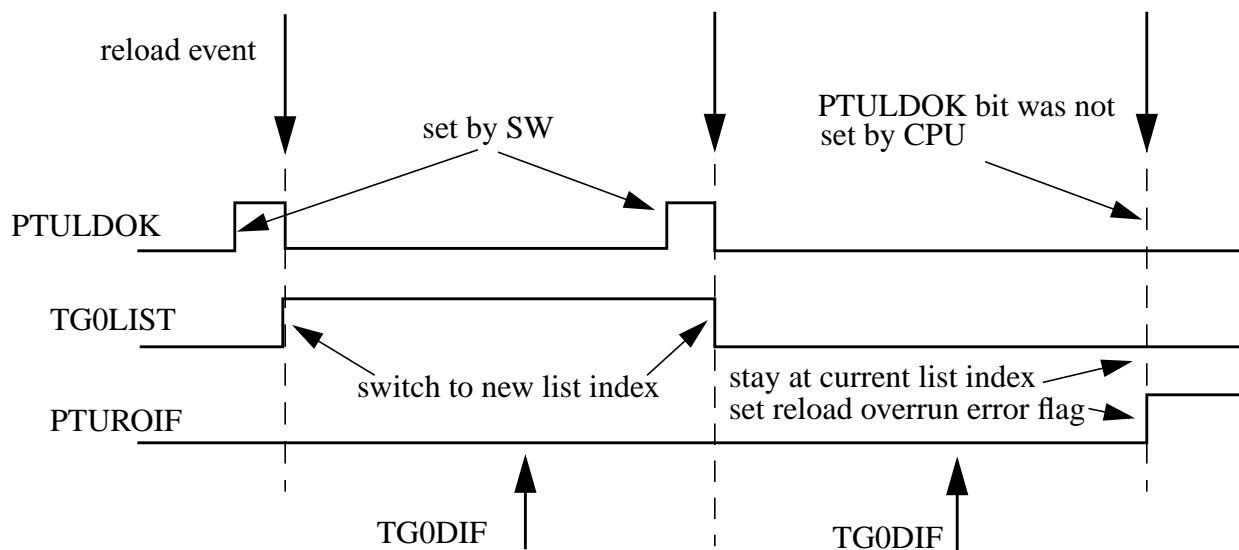 reload event
set by SW
PTULDOK bit was not
set by CPU
PTULDOK
TG0LIST
switch to new list index
stay at current list index
set reload overrun error flag
PTUROIF
TG0DIF
TG0DIF